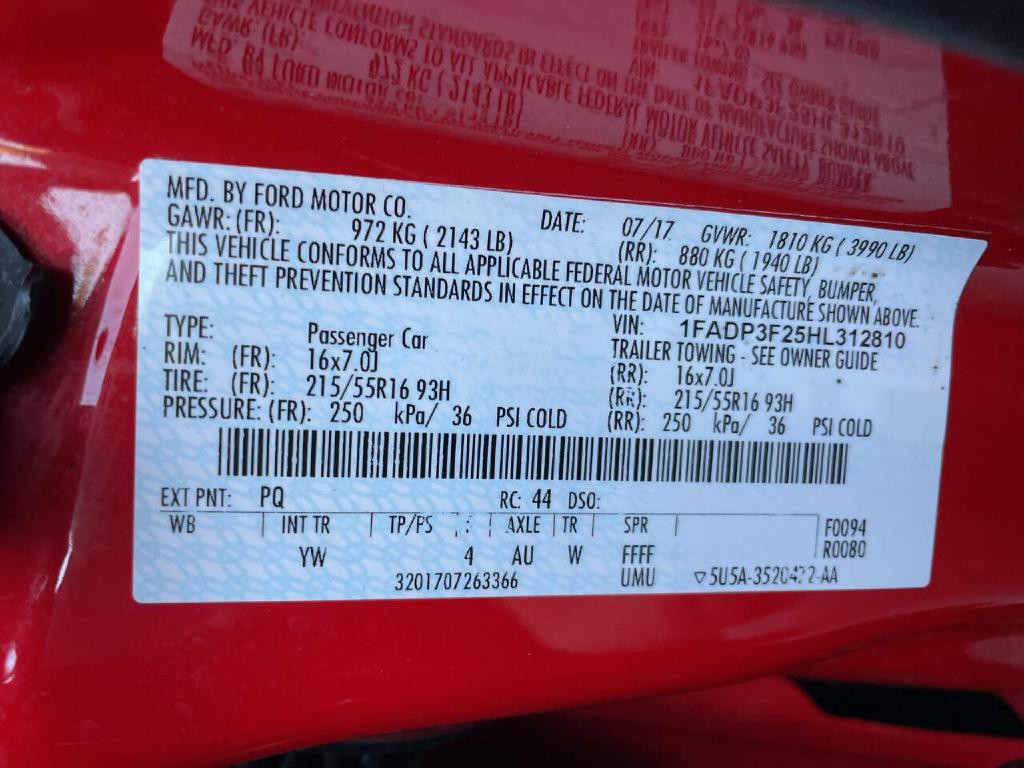 MFD. BY FORD MOTOR CO. DATE: 07/17 GVWR: 1810 KG ( 3990 LB)
GAWR: (FR): 972 KG ( 2143 LB) (RR): 880 KG ( 1940 LB)
THIS VEHICLE CONFORMS TO ALL APPLICABLE FEDERAL MOTOR VEHICLE SAFETY, BUMPER,
AND THEFT PREVENTION STANDARDS IN EFFECT ON THE DATE OF MANUFACTURE SHOWN ABOVE.
VIN: 1FADP3F25HL312810
TYPE: Passenger Car TRAILER TOWING - SEE OWNER GUIDE
RIM: (FR): 16x7.0J (RR): 16x7.0J
TIRE: (FR): 215/55R16 93H (RR): 215/55R16 93H
PRESSURE: (FR): 250 kPa/ 36 PSI COLD (RR): 250 kPa/ 36 PSI COLD
EXT PNT: PQ RC: 44 DSO:
WB INT TR TP/PS AXLE TR SPR F0094
YW 4 AU W FFFF R0080
3201707263366 UMU